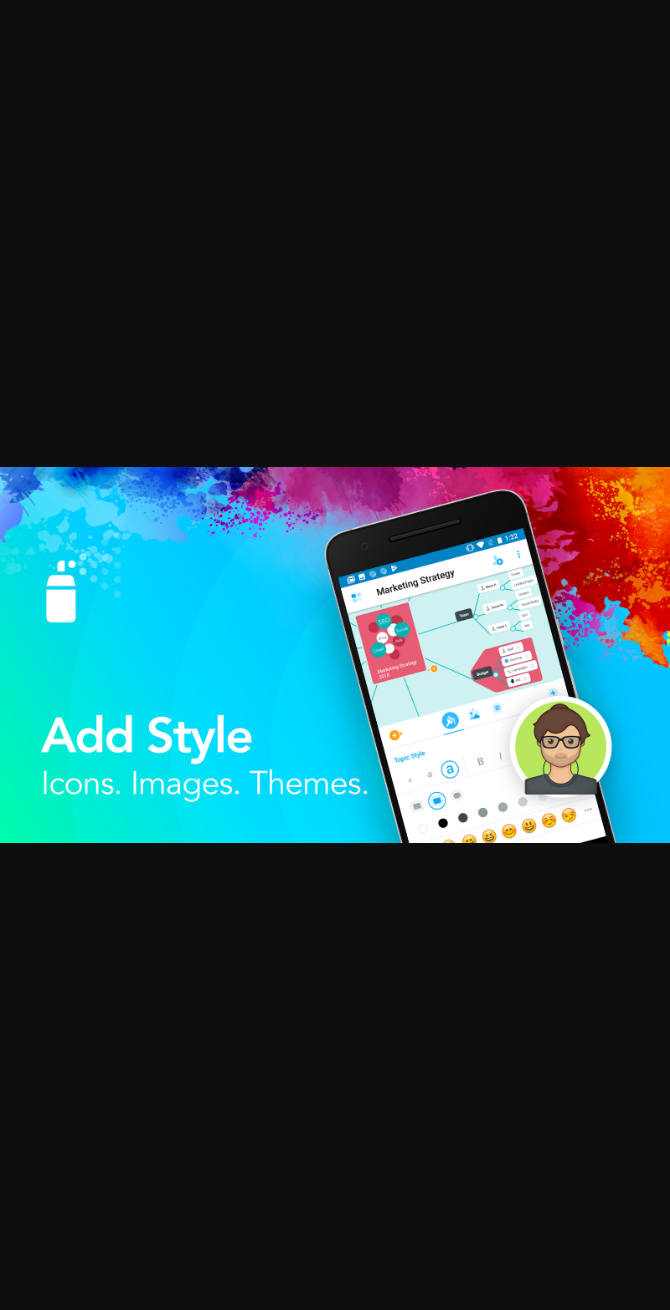 1:22
Marketing Strategy
Team
SEO
Marketing Strategy
2018
Budget
Topic Style
a a a B I
Add Style
Icons. Images. Themes.